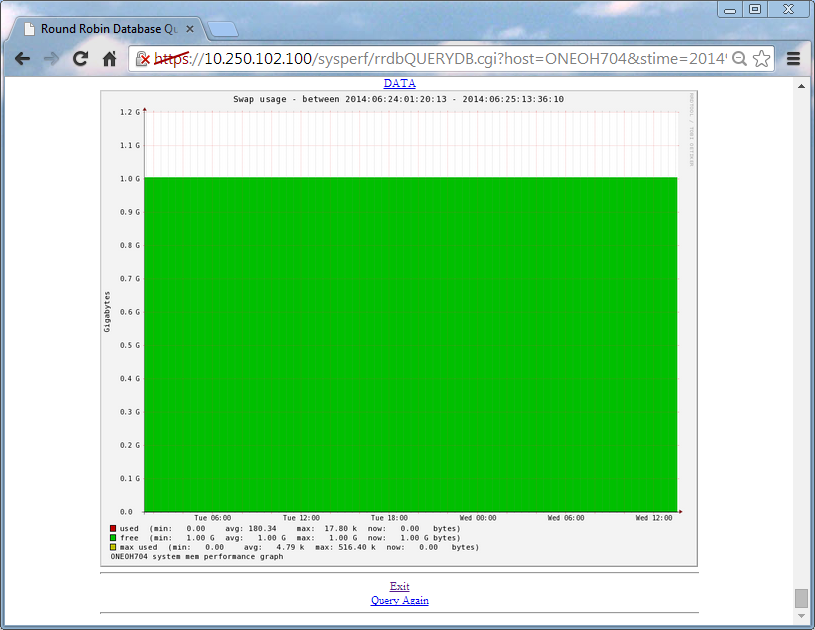 Round Robin Database Qu
https://10.250.102.100/sysperf/rrdbQUERYDB.cgi?host=ONEOH704&stime=2014
DATA
Swap usage - between 2014:06:24:01:20:13 - 2014:06:25:13:36:10
RRDTOOL / TOBI OETIKER
1.2 G
1.1 G
1.0 G
0.9 G
0.8 G
0.7 G
0.6 G
0.5 G
0.4 G
0.3 G
0.2 G
0.1 G
0.0
Gigabytes
Tue 06:00 Tue 12:00 Tue 18:00 Wed 00:00 Wed 06:00 Wed 12:00
used (min: 0.00 avg: 180.34 max: 17.80 k now: 0.00 bytes)
free (min: 1.00 G avg: 1.00 G max: 1.00 G now: 1.00 G bytes)
max used (min: 0.00 avg: 4.79 k max: 516.40 k now: 0.00 bytes)
ONEOH704 system mem performance graph
Exit
Query Again